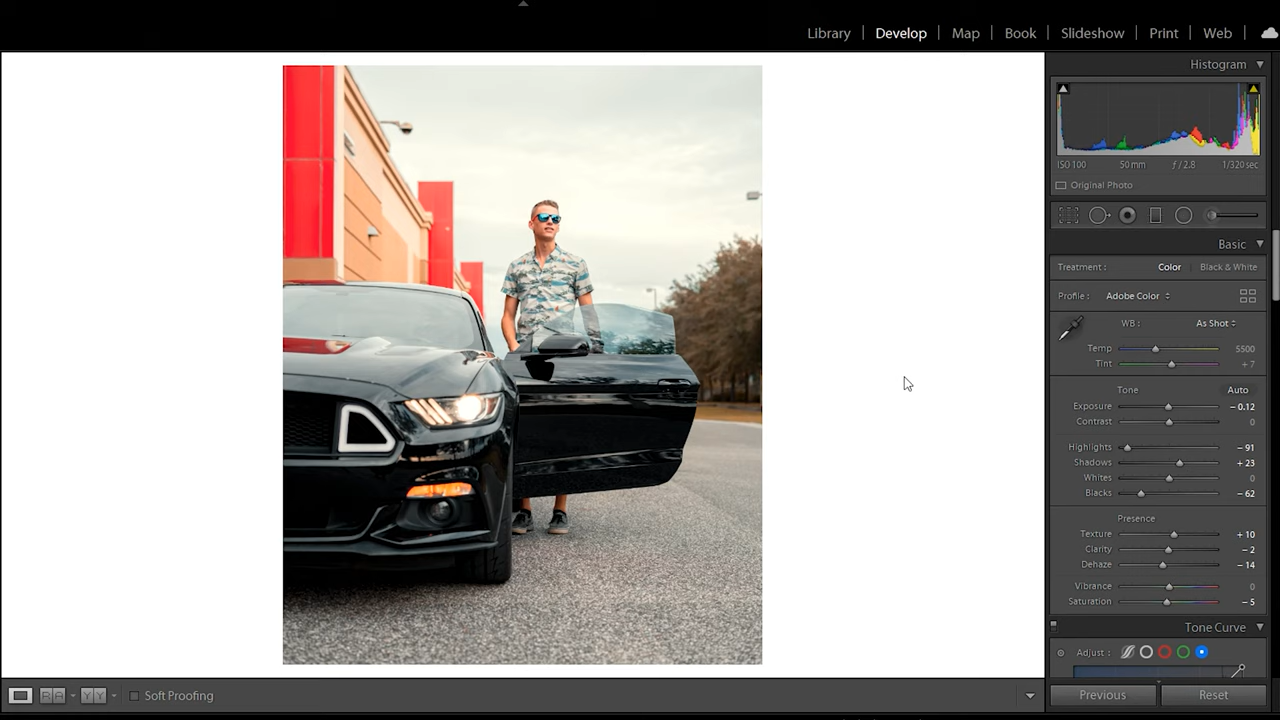 Library | Develop | Map | Book | Slideshow | Print | Web
Histogram
ISO 100 50 mm ƒ / 2.8 1/320 sec
Original Photo
Basic
Treatment : Color Black & White
Profile : Adobe Color
WB : As Shot
Temp 5500
Tint + 7
Tone Auto
Exposure – 0.12
Contrast 0
Highlights – 91
Shadows + 23
Whites 0
Blacks – 62
Presence
Texture + 10
Clarity – 2
Dehaze – 14
Vibrance 0
Saturation – 5
Tone Curve
Adjust :
R A Y Y Soft Proofing
Previous Reset